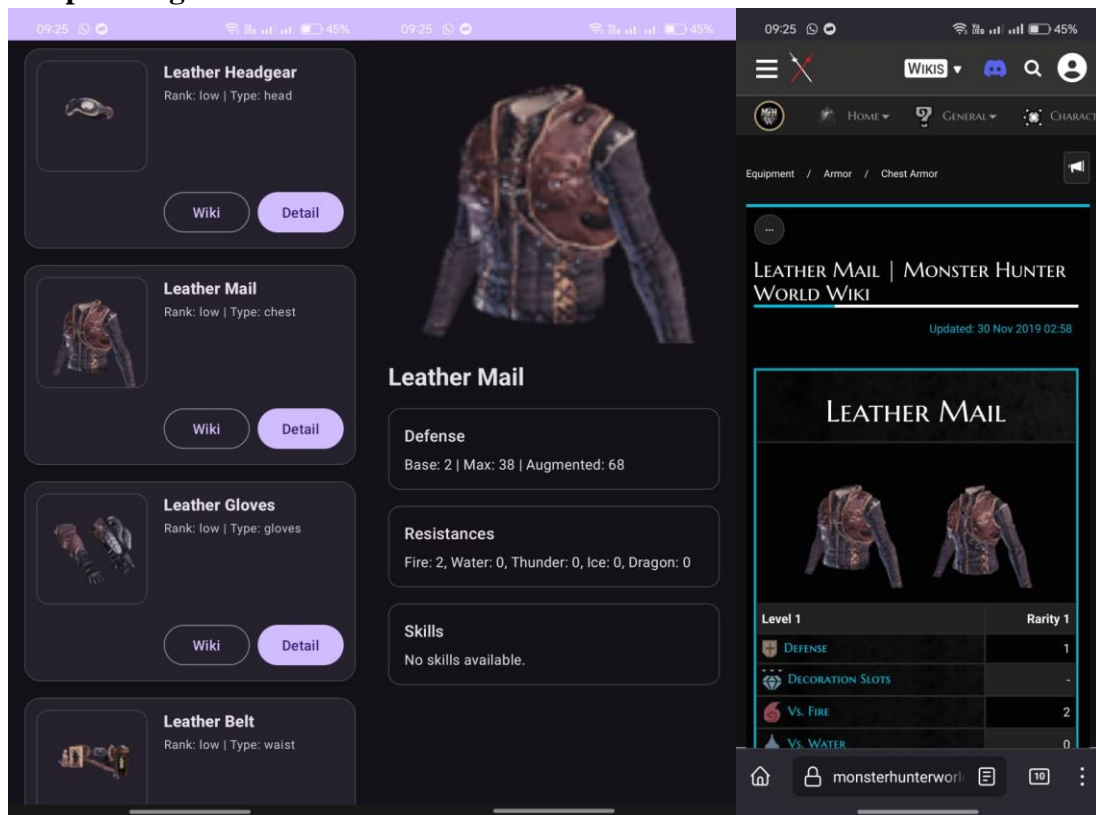 09:25
45%
Leather Headgear
Rank: low | Type: head
Wiki
Detail
Leather Mail
Rank: low | Type: chest
Wiki
Detail
Leather Gloves
Rank: low | Type: gloves
Wiki
Detail
Leather Belt
Rank: low | Type: waist
09:25
45%
Leather Mail
Defense
Base: 2 | Max: 38 | Augmented: 68
Resistances
Fire: 2, Water: 0, Thunder: 0, Ice: 0, Dragon: 0
Skills
No skills available.
09:25
45%
WIKIS
HOME
GENERAL
CHARACT
Equipment / Armor / Chest Armor
...
LEATHER MAIL | MONSTER HUNTER
WORLD WIKI
Updated: 30 Nov 2019 02:58
LEATHER MAIL
Level 1 Rarity 1
DEFENSE 1
DECORATION SLOTS -
VS. FIRE 2
VS. WATER 0
monsterhunterworl
10